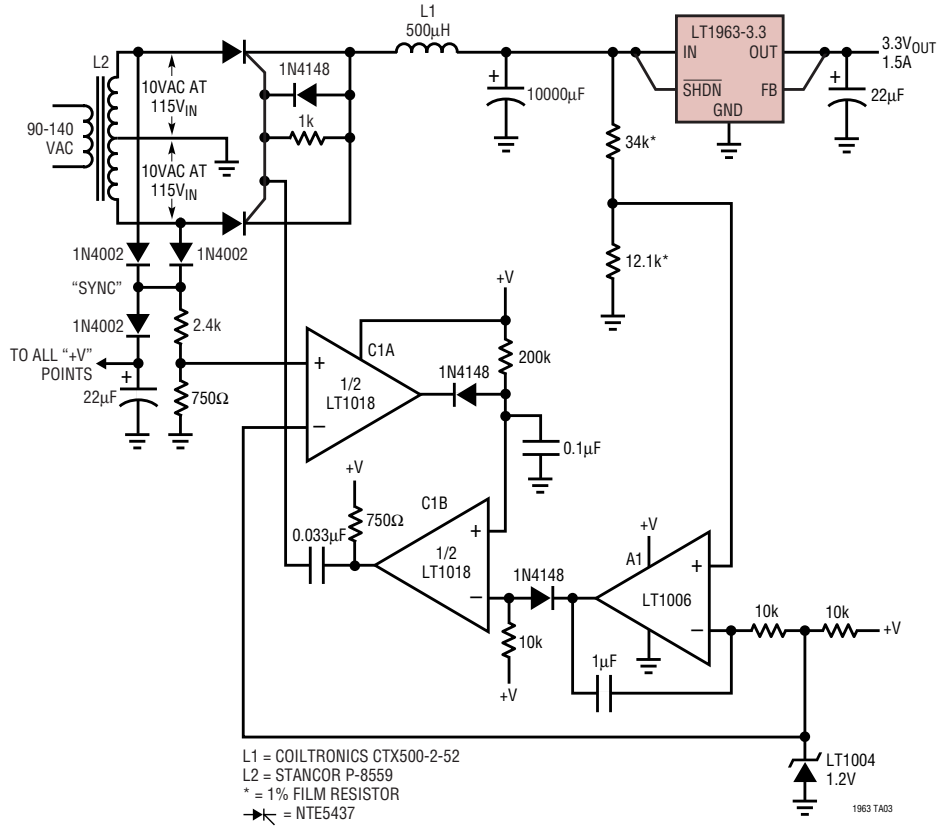 L1
500µH
LT1963-3.3
IN
OUT
SHDN
FB
GND
3.3VOUT
1.5A
L2
10VAC AT
115VIN
1N4148
1k
+
10000µF
+
22µF
90-140
VAC
34k*
10VAC AT
115VIN
1N4002
1N4002
12.1k*
“SYNC”
+V
1N4002
2.4k
TO ALL “+V”
POINTS
+
C1A
200k
+
1/2
LT1018
1N4148
22µF
750Ω
–
0.1µF
+V
C1B
750Ω
+
+V
0.033µF
1/2
LT1018
A1
+
1N4148
–
LT1006
10k
10k
10k
–
+V
1µF
+V
L1 = COILTRONICS CTX500-2-52
L2 = STANCOR P-8559
* = 1% FILM RESISTOR
= NTE5437
LT1004
1.2V
1963 TA03